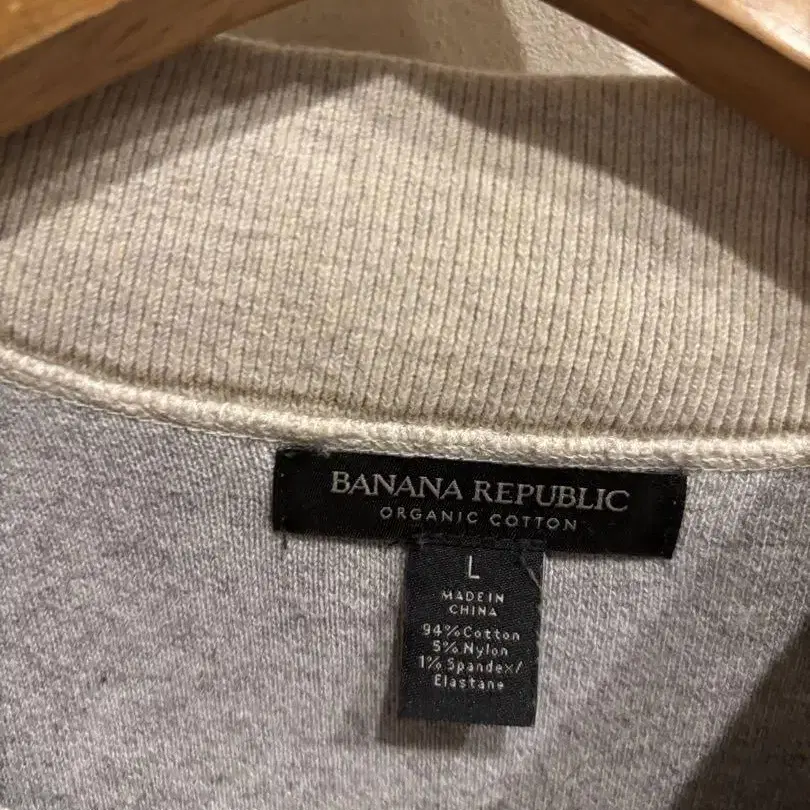 BANANA REPUBLIC
ORGANIC COTTON
L
MADE IN
CHINA
94% Cotton
5% Nylon
1% Spandex/
Elastane